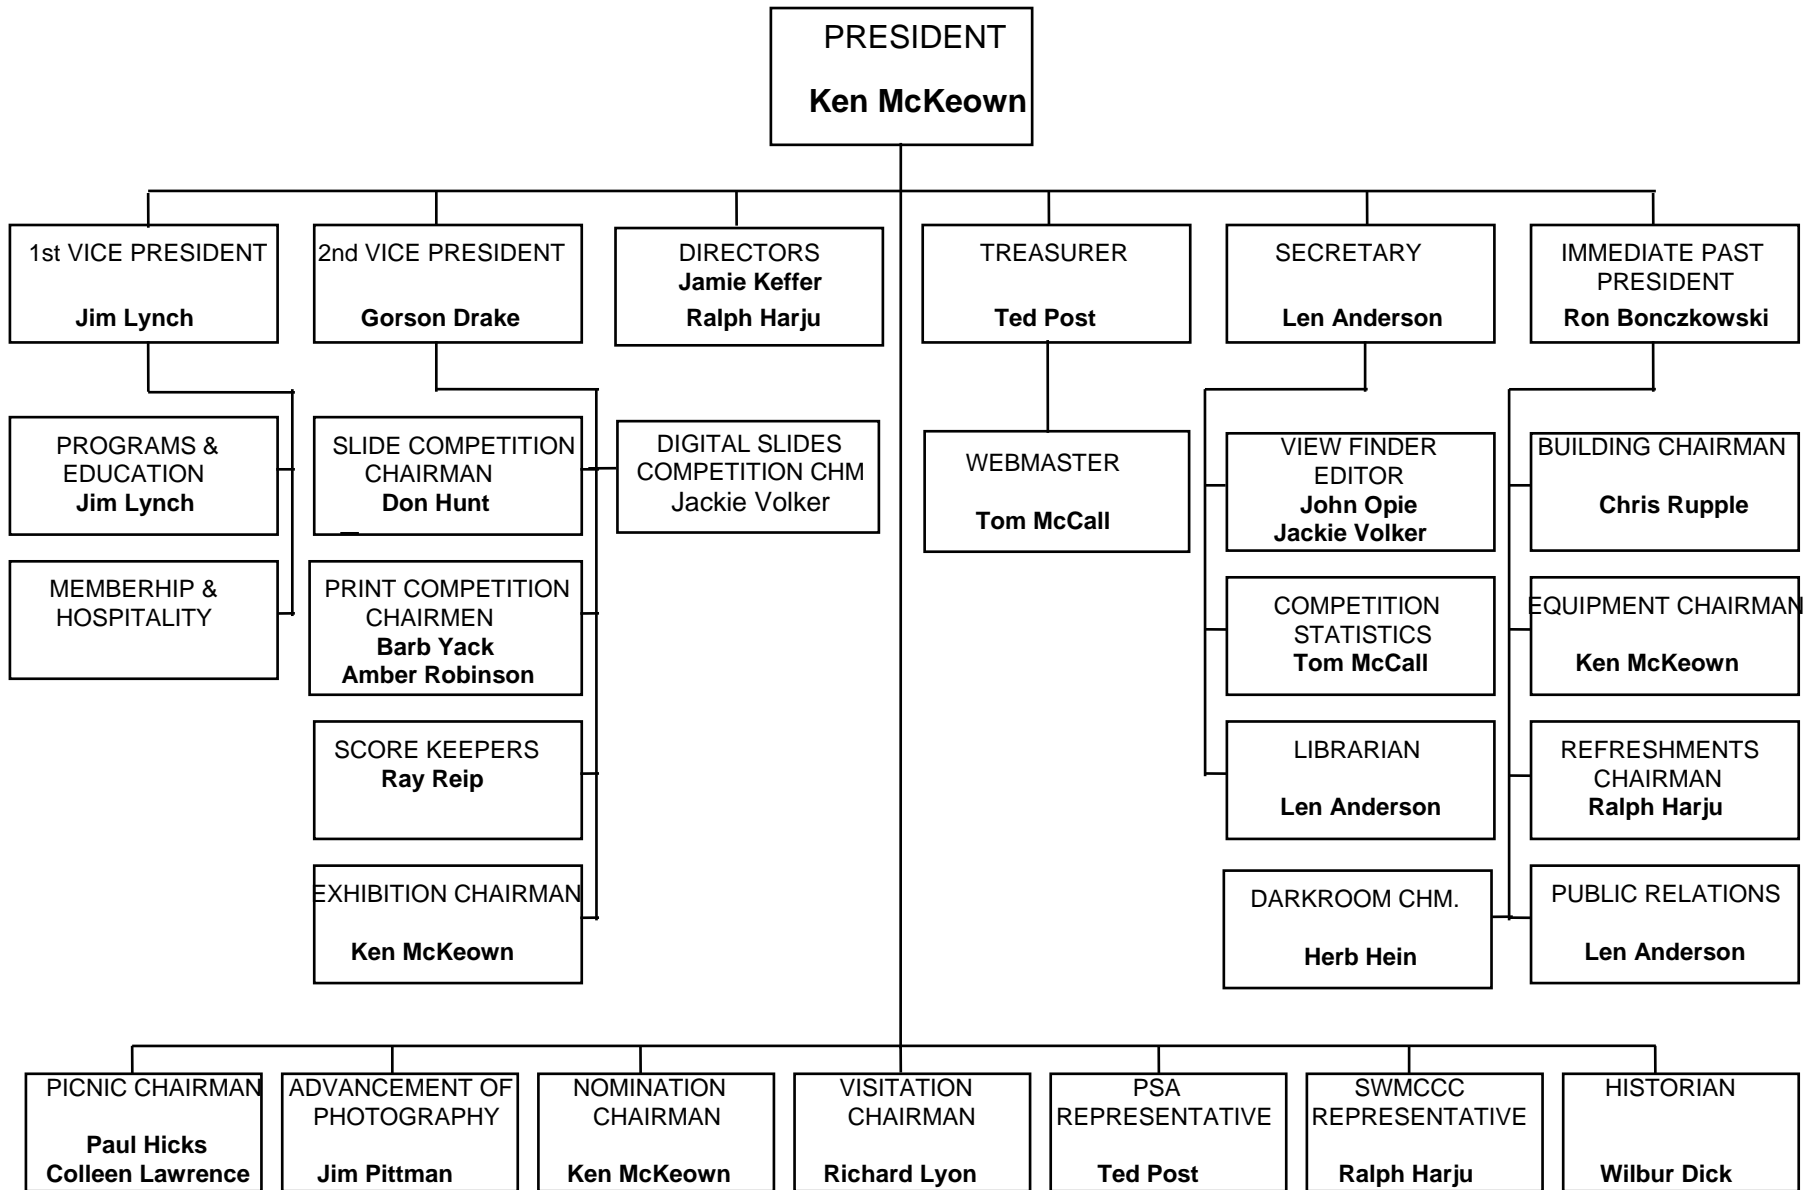 PRESIDENT
Ken McKeown
1st VICE PRESIDENT
Jim Lynch
2nd VICE PRESIDENT
Gorson Drake
DIRECTORS
Jamie Keffer
Ralph Harju
TREASURER
Ted Post
SECRETARY
Len Anderson
IMMEDIATE PAST
PRESIDENT
Ron Bonczkowski
PROGRAMS &
EDUCATION
Jim Lynch
SLIDE COMPETITION
CHAIRMAN
Don Hunt
DIGITAL SLIDES
COMPETITION CHM
Jackie Volker
WEBMASTER
Tom McCall
VIEW FINDER
EDITOR
John Opie
Jackie Volker
BUILDING CHAIRMAN
Chris Rupple
MEMBERHIP &
HOSPITALITY
PRINT COMPETITION
CHAIRMEN
Barb Yack
Amber Robinson
COMPETITION
STATISTICS
Tom McCall
EQUIPMENT CHAIRMAN
Ken McKeown
SCORE KEEPERS
Ray Reip
LIBRARIAN
Len Anderson
REFRESHMENTS
CHAIRMAN
Ralph Harju
EXHIBITION CHAIRMAN
Ken McKeown
DARKROOM CHM.
Herb Hein
PUBLIC RELATIONS
Len Anderson
PICNIC CHAIRMAN
Paul Hicks
Colleen Lawrence
ADVANCEMENT OF
PHOTOGRAPHY
Jim Pittman
NOMINATION
CHAIRMAN
Ken McKeown
VISITATION
CHAIRMAN
Richard Lyon
PSA
REPRESENTATIVE
Ted Post
SWMCCC
REPRESENTATIVE
Ralph Harju
HISTORIAN
Wilbur Dick